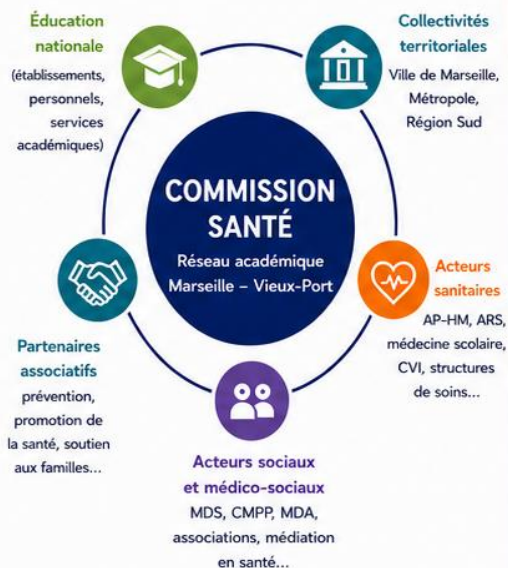 Éducation
nationale
(établissements,
personnels,
services
académiques)
Collectivités
territoriales
Ville de Marseille,
Métropole,
Région Sud
COMMISSION
SANTÉ
Réseau académique
Marseille – Vieux-Port
Acteurs
sanitaires
AP-HM, ARS,
médecine scolaire,
CVI, structures
de soins...
Partenaires
associatifs
prévention,
promotion de
la santé, soutien
aux familles...
Acteurs sociaux
et médico-sociaux
MDS, CMPP, MDA,
associations, médiation
en santé...